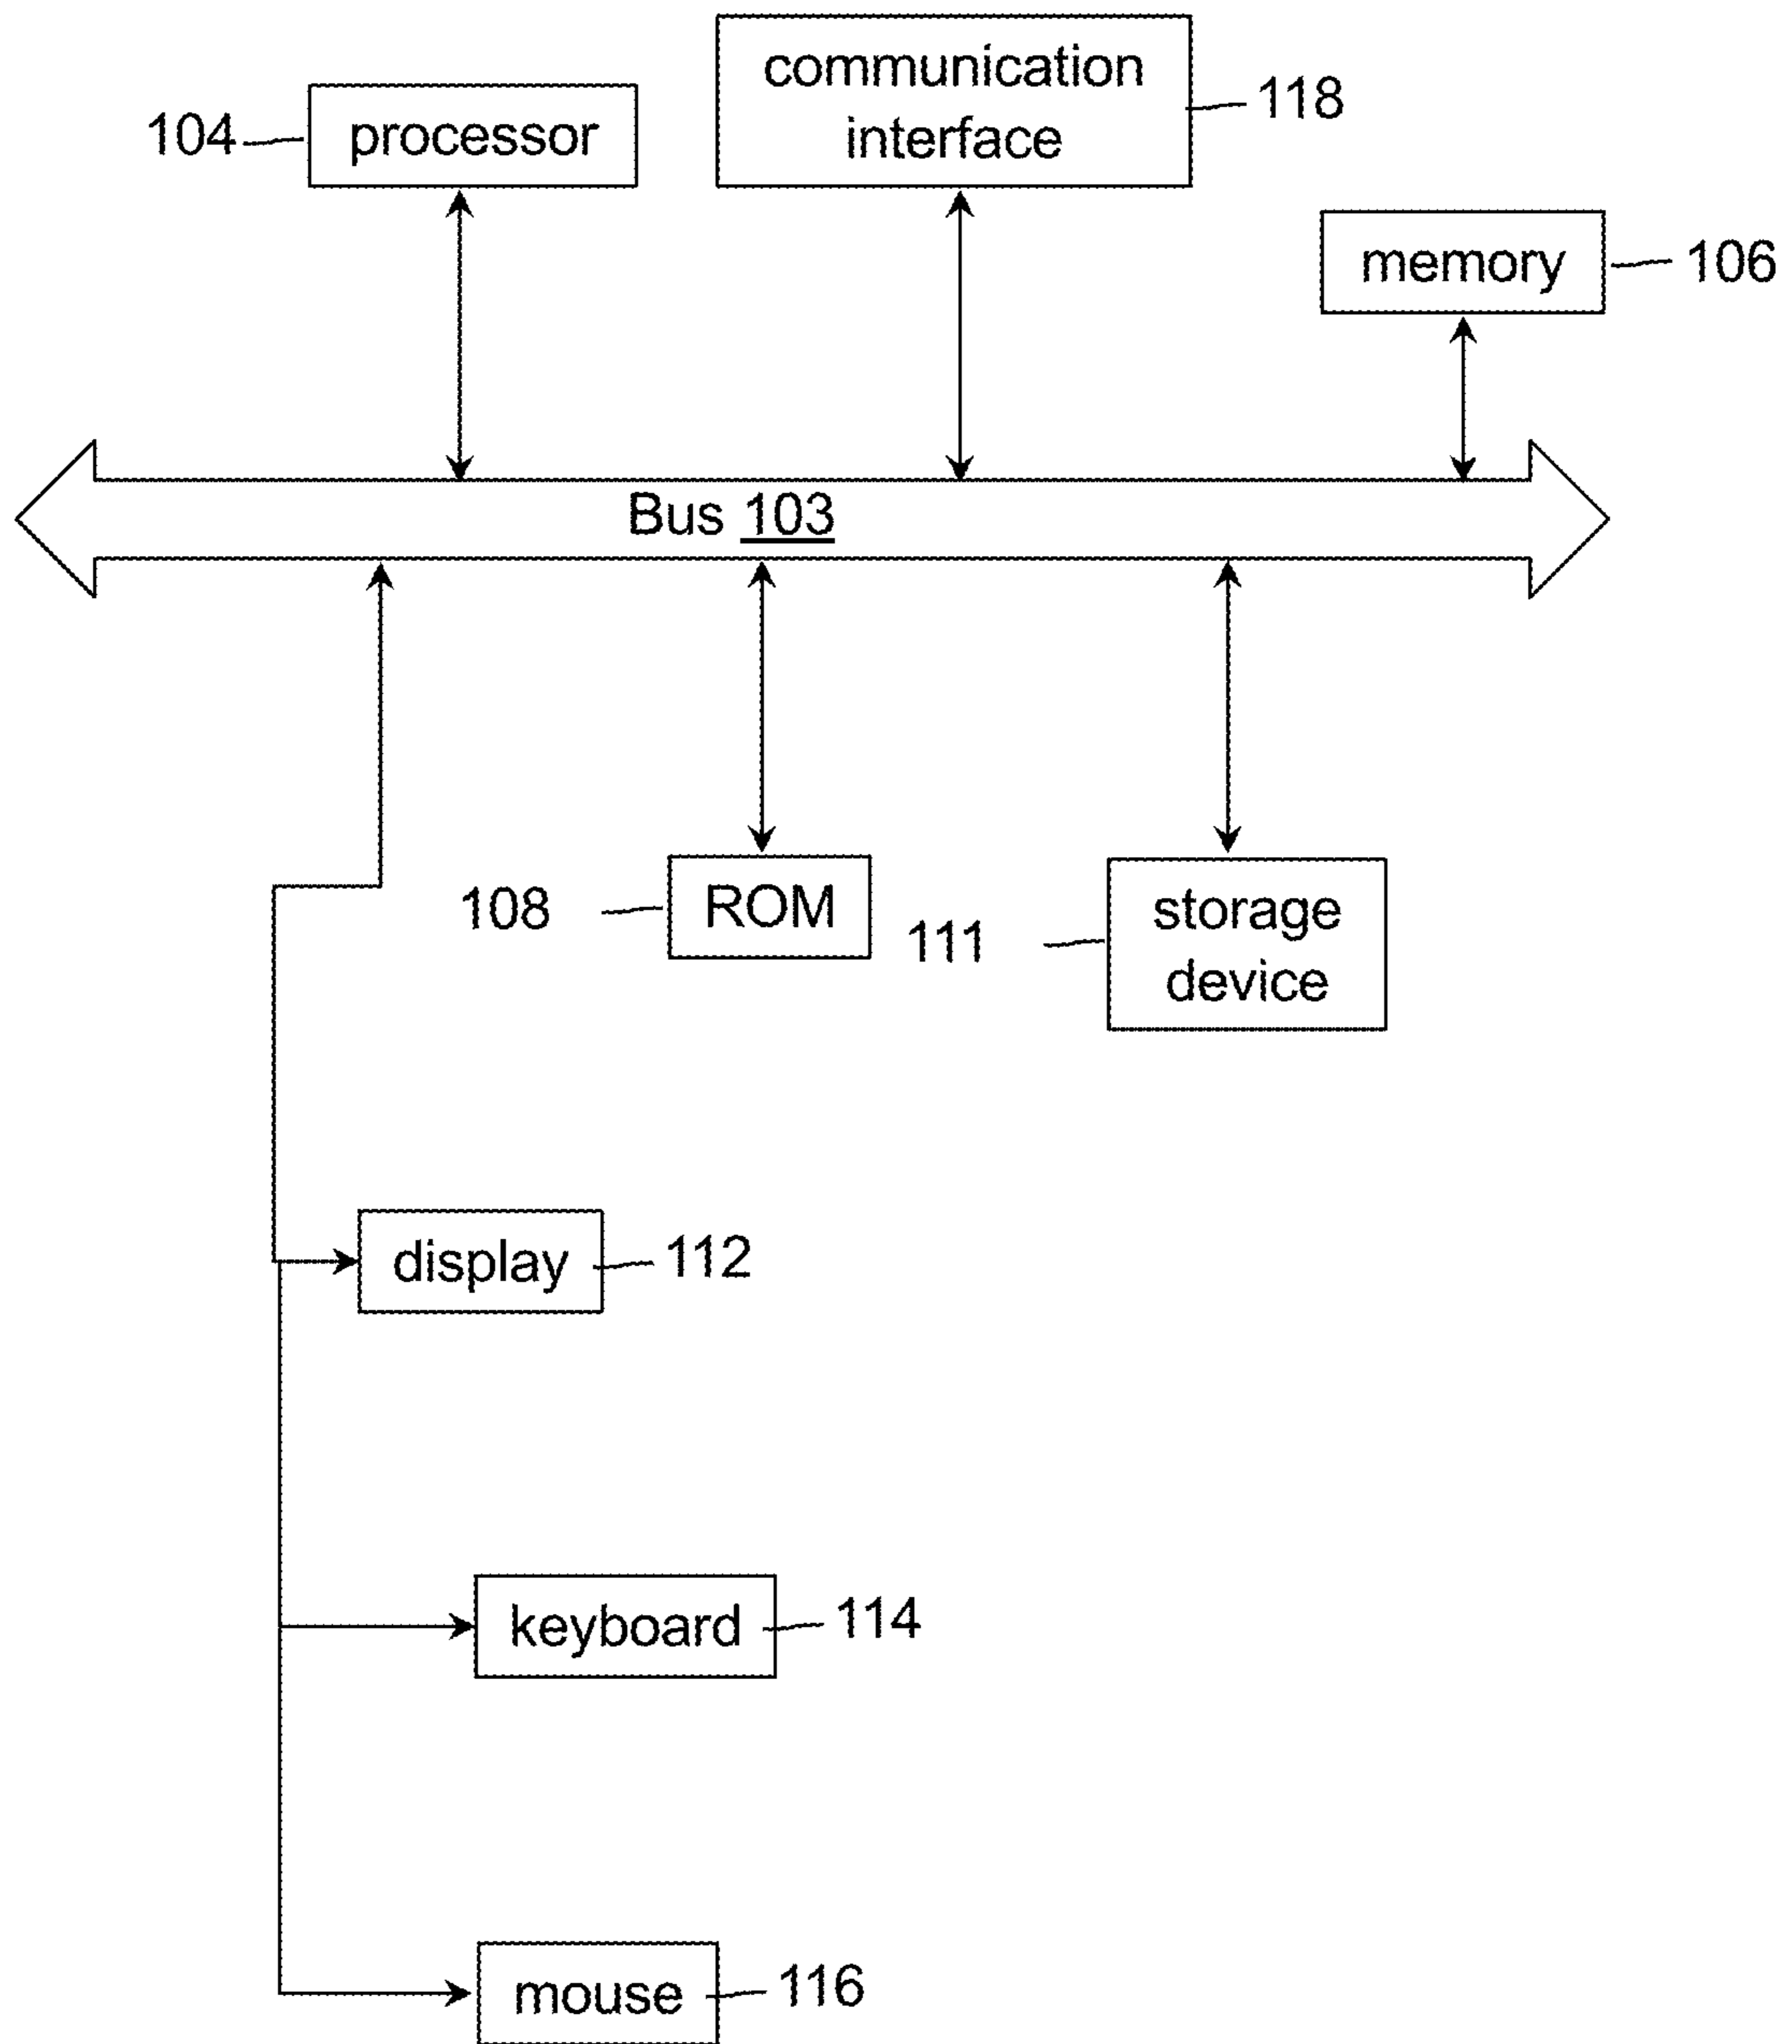 communication
interface
118
104
processor
memory
106
Bus 103
108
ROM
111
storage
device
display
112
keyboard
114
mouse
116